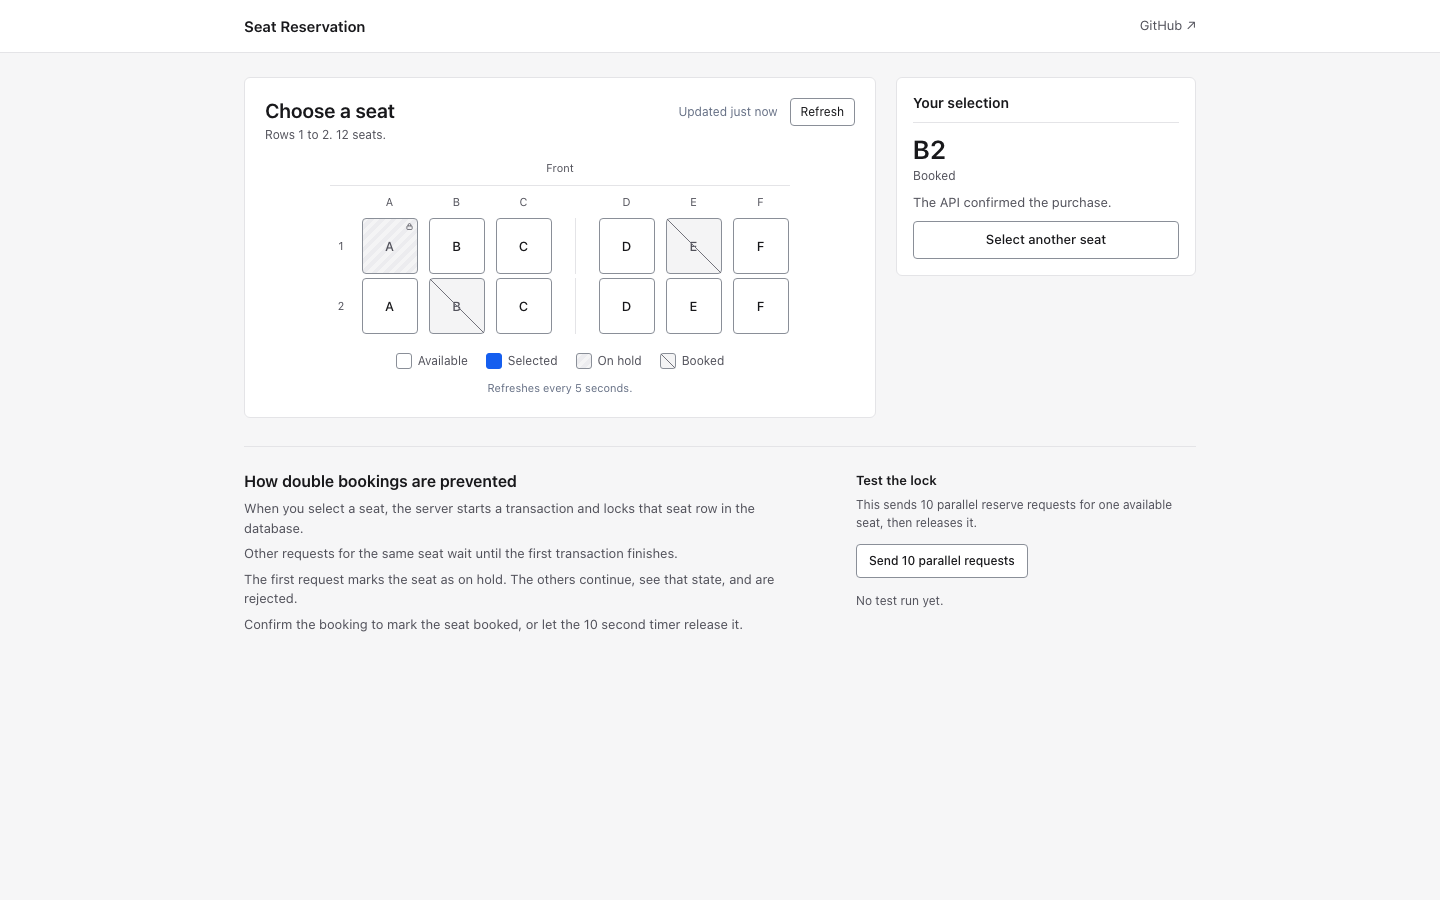 Seat Reservation
GitHub ↗
Choose a seat
Updated just now
Refresh
Rows 1 to 2. 12 seats.
Front
A B C D E F
1 A B C D E F
2 A B C D E F
Available Selected On hold Booked
Refreshes every 5 seconds.
Your selection
B2
Booked
The API confirmed the purchase.
Select another seat
How double bookings are prevented
When you select a seat, the server starts a transaction and locks that seat row in the
database.
Other requests for the same seat wait until the first transaction finishes.
The first request marks the seat as on hold. The others continue, see that state, and are
rejected.
Confirm the booking to mark the seat booked, or let the 10 second timer release it.
Test the lock
This sends 10 parallel reserve requests for one available
seat, then releases it.
Send 10 parallel requests
No test run yet.